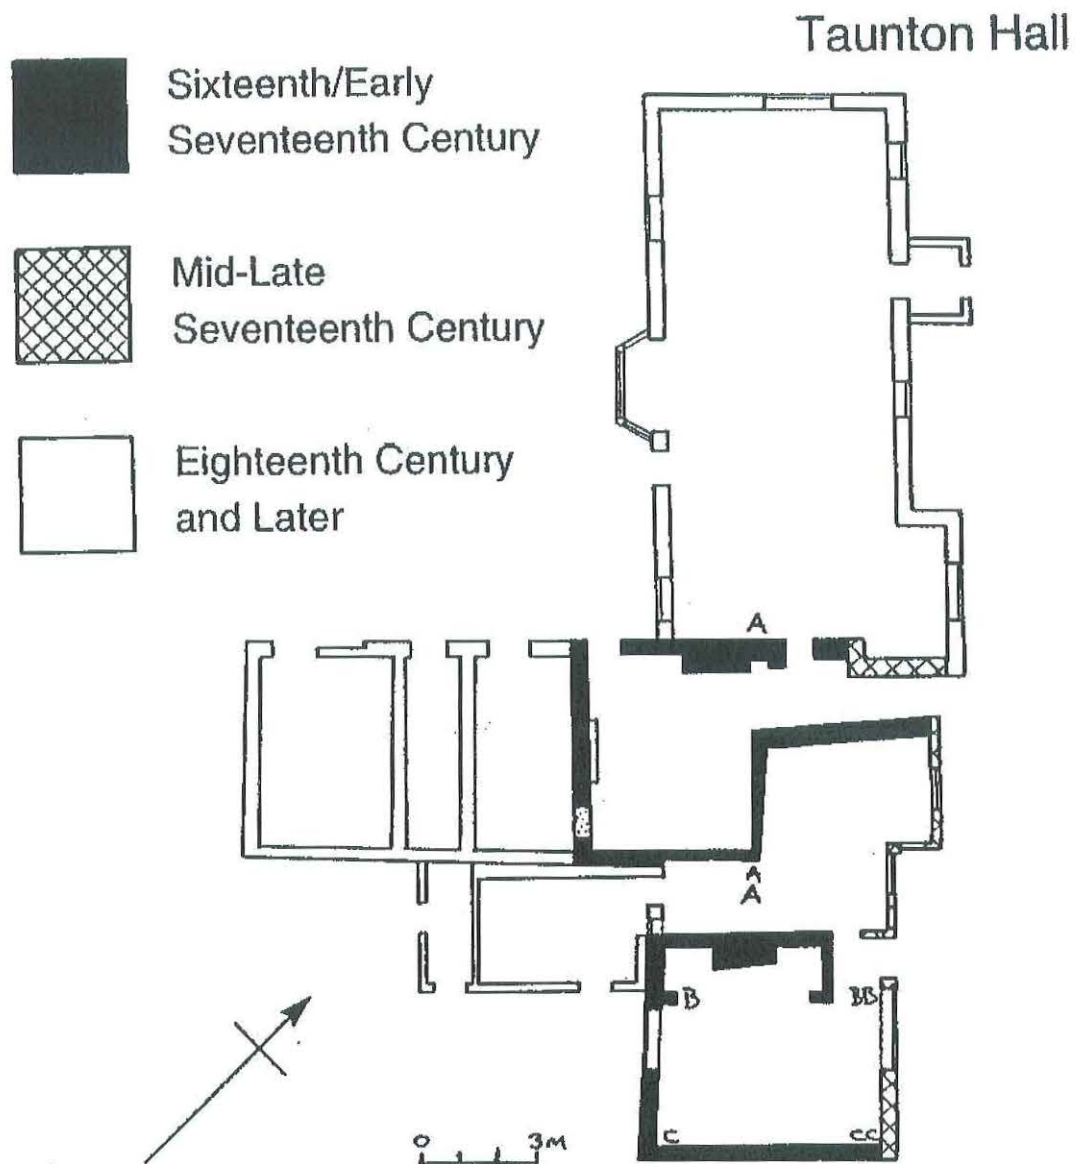 Taunton Hall
Sixteenth/Early
Seventeenth Century
Mid-Late
Seventeenth Century
Eighteenth Century
and Later
A
A
A
B
BB
C
CC
0 3M